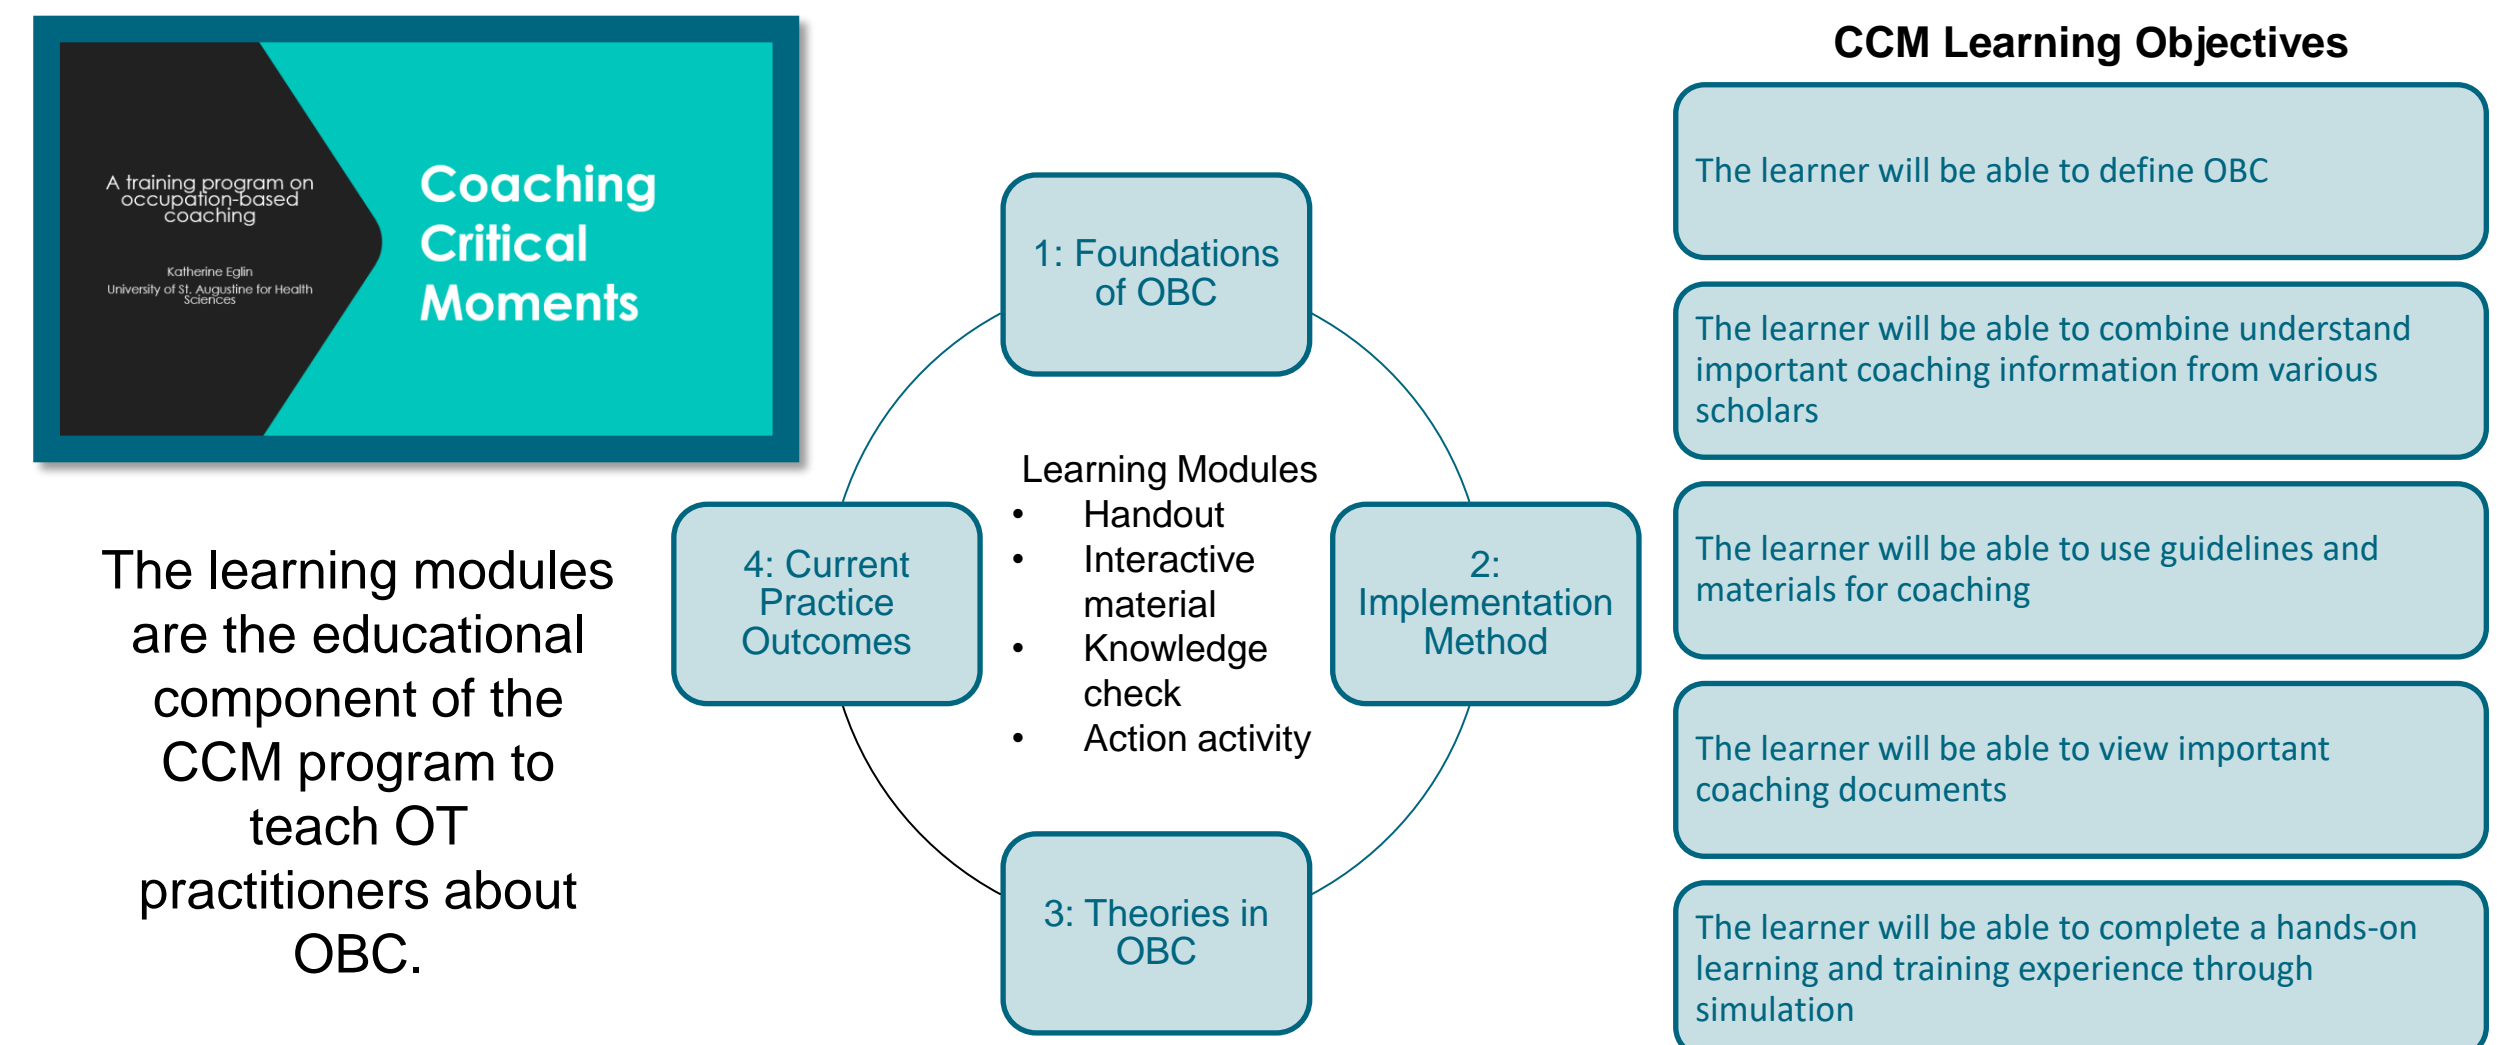 A training program on
occupation-based
coaching
Katherine Eglin
University of St. Augustine for Health
Sciences
Coaching
Critical
Moments
The learning modules
are the educational
component of the
CCM program to
teach OT
practitioners about
OBC.
1: Foundations
of OBC
2:
Implementation
Method
3: Theories in
OBC
4: Current
Practice
Outcomes
Learning Modules
• Handout
• Interactive
material
• Knowledge
check
• Action activity
CCM Learning Objectives
The learner will be able to define OBC
The learner will be able to combine understand
important coaching information from various
scholars
The learner will be able to use guidelines and
materials for coaching
The learner will be able to view important
coaching documents
The learner will be able to complete a hands-on
learning and training experience through
simulation